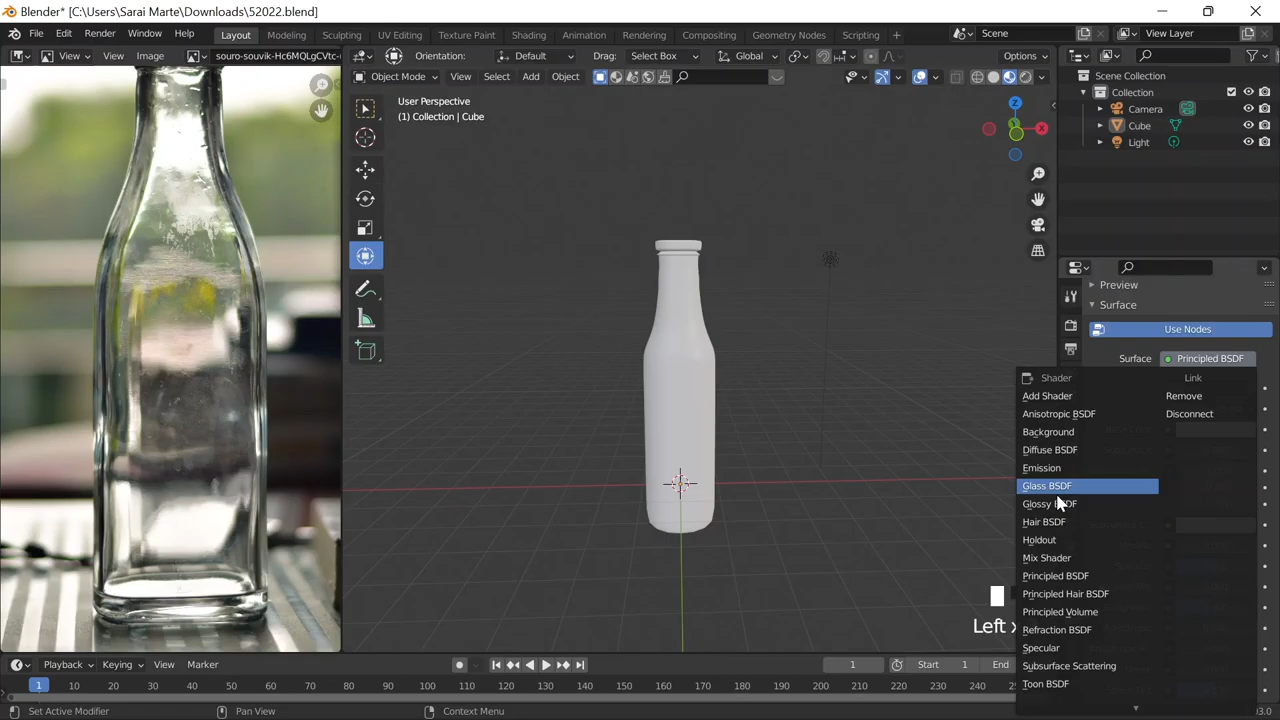 Blender* [C:\Users\Sarai Marte\Downloads\52022.blend]
File Edit Render Window Help Layout Modeling Sculpting UV Editing Texture Paint Shading Animation Rendering Compositing Geometry Nodes Scripting + Scene View Layer
View View Image souro-souvik-Hc6MQLgCVtc- Orientation: Default Drag: Select Box Global Options
Object Mode View Select Add Object
User Perspective
(1) Collection | Cube
Scene Collection
Collection
Camera
Cube
Light
Z
X
Preview
Surface
Use Nodes
Surface Principled BSDF
Shader Link
Add Shader Remove
Anisotropic BSDF Disconnect
Background
Diffuse BSDF
Emission
Glass BSDF
Glossy BSDF
Hair BSDF
Holdout
Mix Shader
Principled BSDF
Principled Hair BSDF
Principled Volume
Refraction BSDF
Specular
Subsurface Scattering
Toon BSDF
Left
Playback Keying View Marker 1 Start 1 End
1 10 20 30 40 50 60 70 80 90 100 110 120 130 140 150 160 170 180 190 200 210 220 230 240
Set Active Modifier Pan View Context Menu